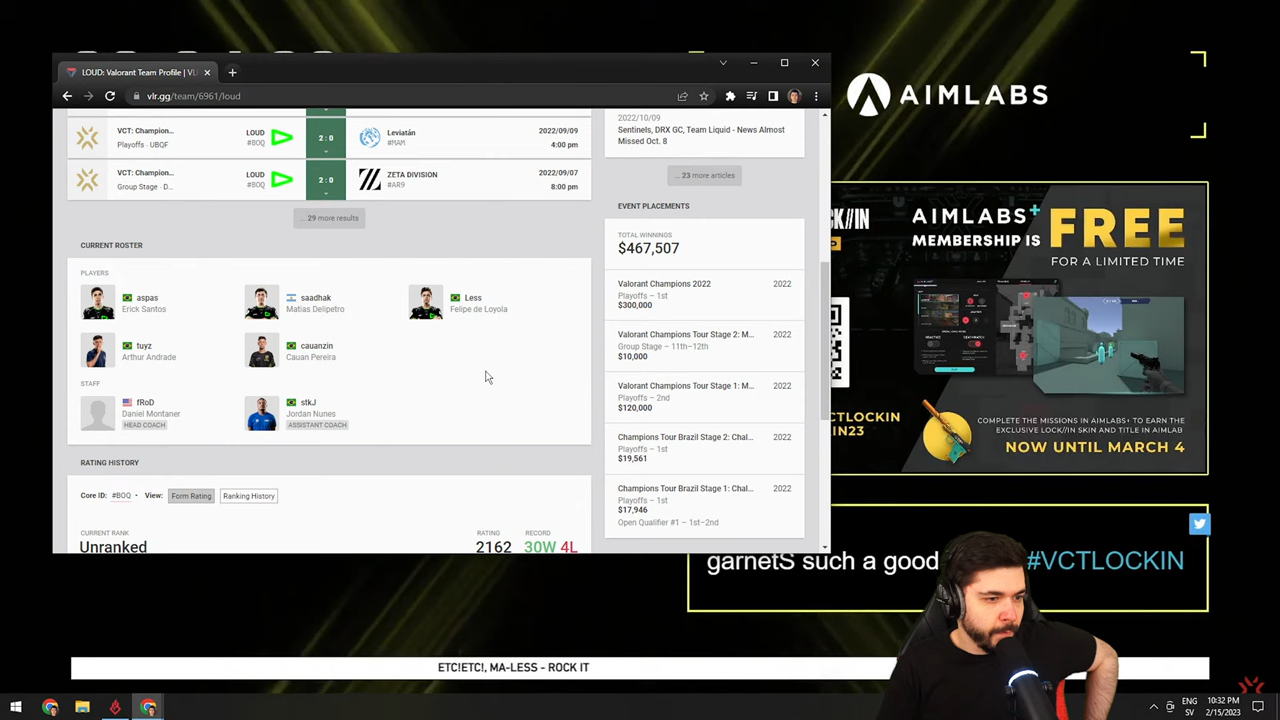 LOUD: Valorant Team Profile | VL
vlr.gg/team/6961/loud
VCT: Champion...
Playoffs · UBQF
LOUD
#BOQ
2 : 0
Leviatán
#MAM
2022/09/09
4:00 pm
VCT: Champion...
Group Stage · D...
LOUD
#BOQ
2 : 0
ZETA DIVISION
#AR9
2022/09/07
8:00 pm
... 29 more results
CURRENT ROSTER
PLAYERS
aspas
Erick Santos
saadhak
Matias Delipetro
Less
Felipe de Loyola
tuyz
Arthur Andrade
cauanzin
Cauan Pereira
STAFF
fRoD
Daniel Montaner
HEAD COACH
stkJ
Jordan Nunes
ASSISTANT COACH
RATING HISTORY
Core ID: #BOQ · View: Form Rating Ranking History
CURRENT RANK
Unranked
RATING
2162
RECORD
30W 4L
2022/10/09
Sentinels, DRX GC, Team Liquid - News Almost
Missed Oct. 8
... 23 more articles
EVENT PLACEMENTS
TOTAL WINNINGS
$467,507
Valorant Champions 2022 2022
Playoffs – 1st
$300,000
Valorant Champions Tour Stage 2: M... 2022
Group Stage – 11th–12th
$10,000
Valorant Champions Tour Stage 1: M... 2022
Playoffs – 2nd
$120,000
Champions Tour Brazil Stage 2: Chal... 2022
Playoffs – 1st
$19,561
Champions Tour Brazil Stage 1: Chal... 2022
Playoffs – 1st
$17,946
Open Qualifier #1 – 1st–2nd
AIMLABS
CK//IN
AIMLABS+
MEMBERSHIP IS
FREE
FOR A LIMITED TIME
CTLOCKIN
IN23
COMPLETE THE MISSIONS IN AIMLABS+ TO EARN THE
EXCLUSIVE LOCK//IN SKIN AND TITLE IN AIMLAB
NOW UNTIL MARCH 4
garnetS such a good
#VCTLOCKIN
ETC!ETC!, MA-LESS - ROCK IT
ENG
SV
10:32 PM
2/15/2023